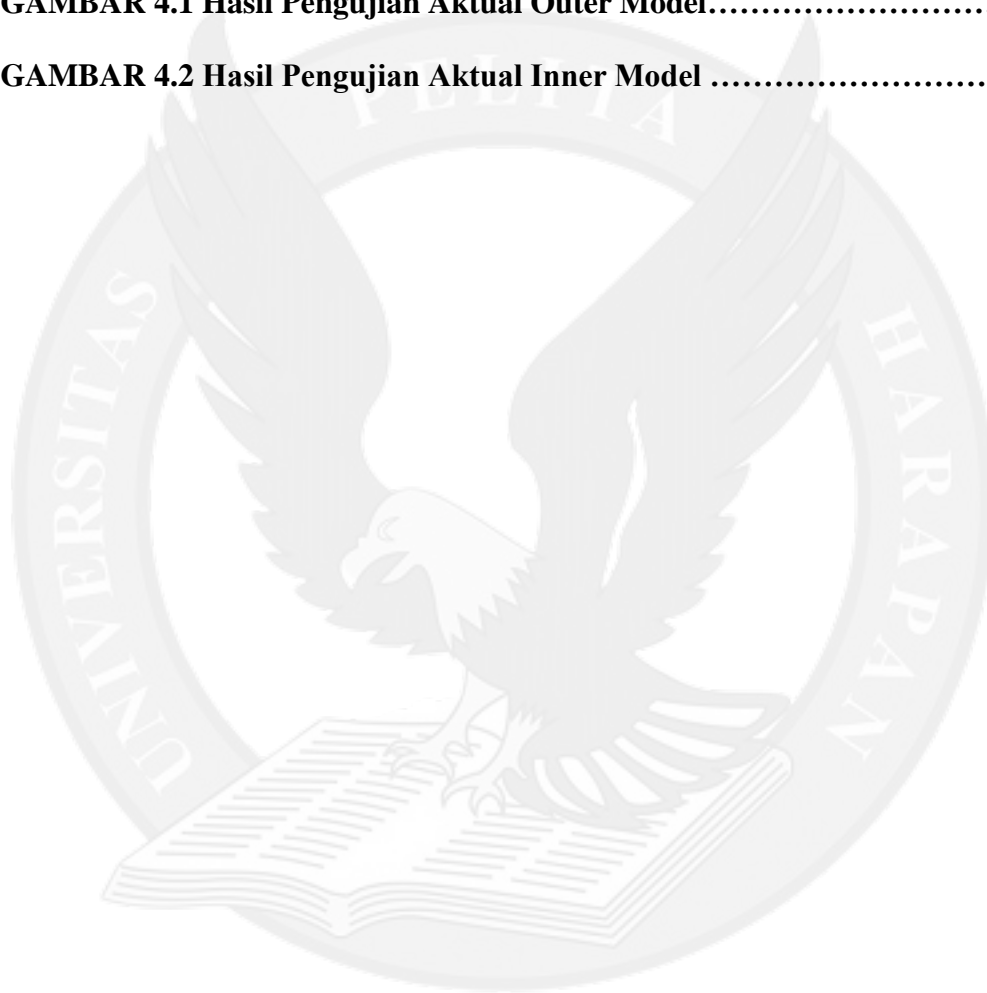 GAMBAR 4.1 Hasil Pengujian Aktual Outer Model………………………
GAMBAR 4.2 Hasil Pengujian Aktual Inner Model ………………………
UNIVERSITAS PELITA HARAPAN